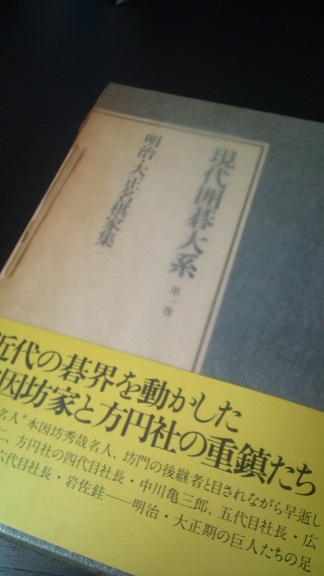 現代囲碁大系
第一巻
明治・大正名棋家集
近代の碁界を動かした
因坊家と方円社の重鎮たち
名人"本因坊秀哉名人、坊門の後継者と目されながら早逝し
一、方円社の四代目社長・中川亀三郎、五代目社長・広
六代目社長・岩佐銈――明治・大正期の巨人たちの足